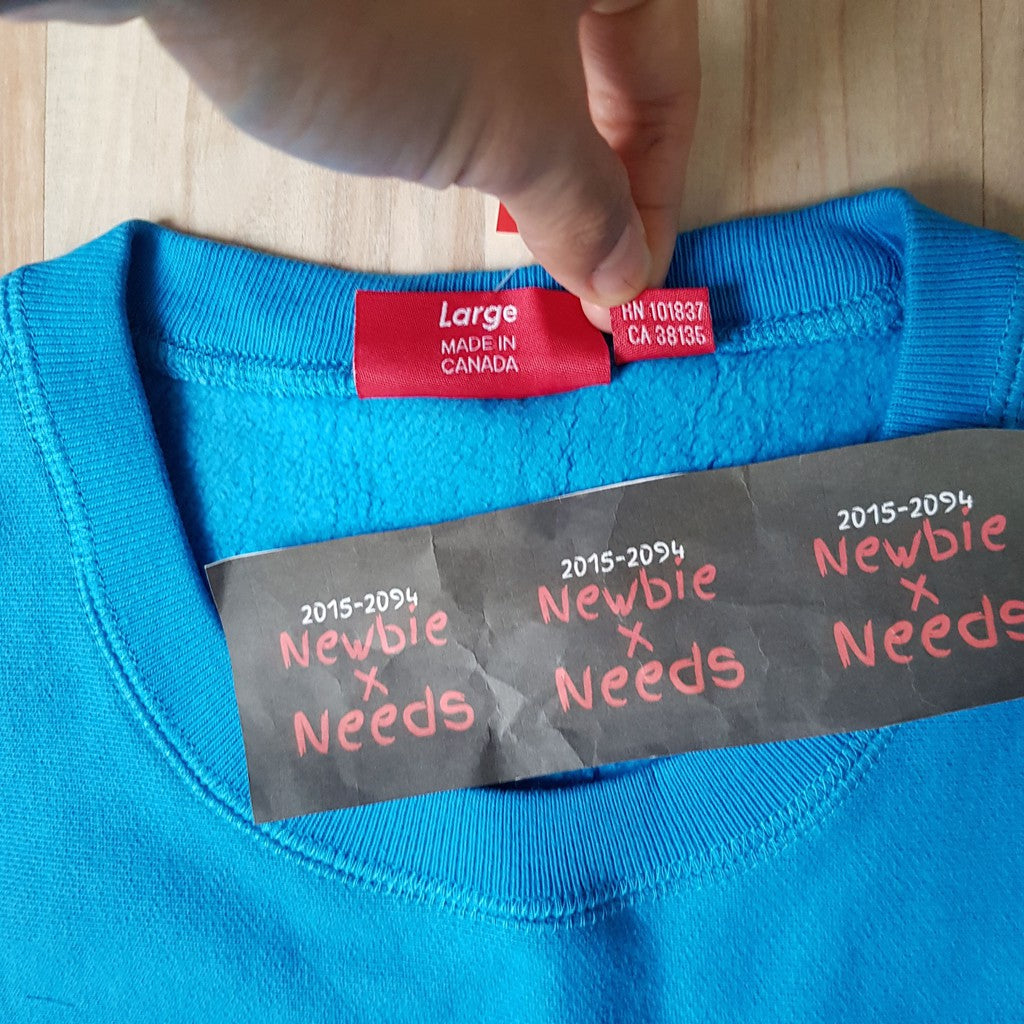 Large
MADE IN
CANADA
RN 101837
CA 38135
2015-2094
Newbie
x
Needs
2015-2094
Newbie
x
Needs
2015-2094
Newbie
x
Needs